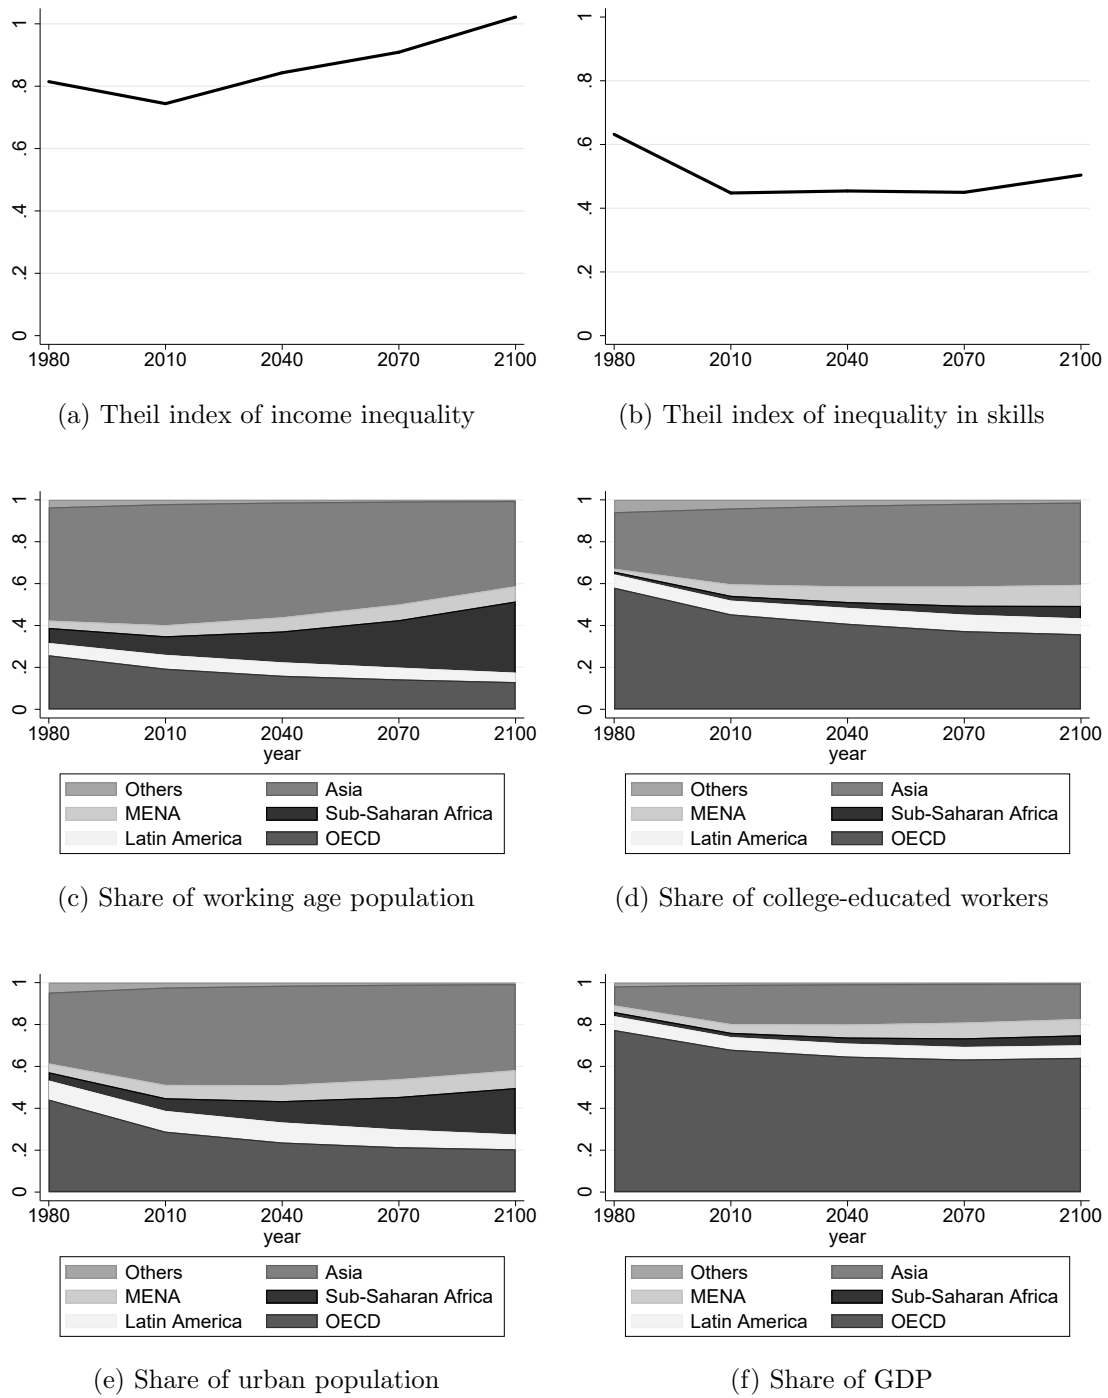 0 .2 .4 .6 .8 1
1980 2010 2040 2070 2100
(a) Theil index of income inequality
0 .2 .4 .6 .8 1
1980 2010 2040 2070 2100
(b) Theil index of inequality in skills
0 .2 .4 .6 .8 1
1980 2010 2040 2070 2100
year
Others Asia
MENA Sub-Saharan Africa
Latin America OECD
(c) Share of working age population
0 .2 .4 .6 .8 1
1980 2010 2040 2070 2100
year
Others Asia
MENA Sub-Saharan Africa
Latin America OECD
(d) Share of college-educated workers
0 .2 .4 .6 .8 1
1980 2010 2040 2070 2100
year
Others Asia
MENA Sub-Saharan Africa
Latin America OECD
(e) Share of urban population
0 .2 .4 .6 .8 1
1980 2010 2040 2070 2100
year
Others Asia
MENA Sub-Saharan Africa
Latin America OECD
(f) Share of GDP